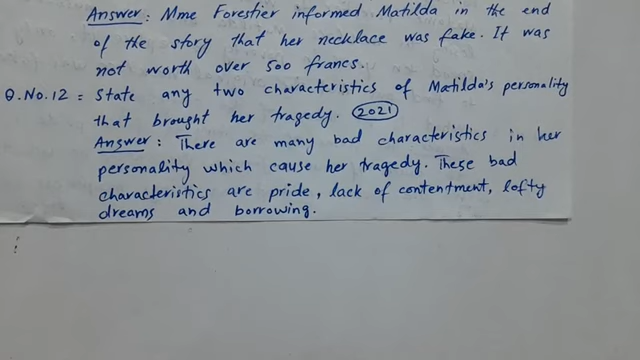 Answer: Mme Forestier informed Matilda in the end
of the story that her necklace was fake. It was
not worth over 500 francs.
Q.No.12 = State any two characteristics of Matilda's personality
that brought her tragedy. (2021)
Answer: There are many bad characteristics in her
personality which cause her tragedy. These bad
characteristics are pride, lack of contentment, lofty
dreams and borrowing.